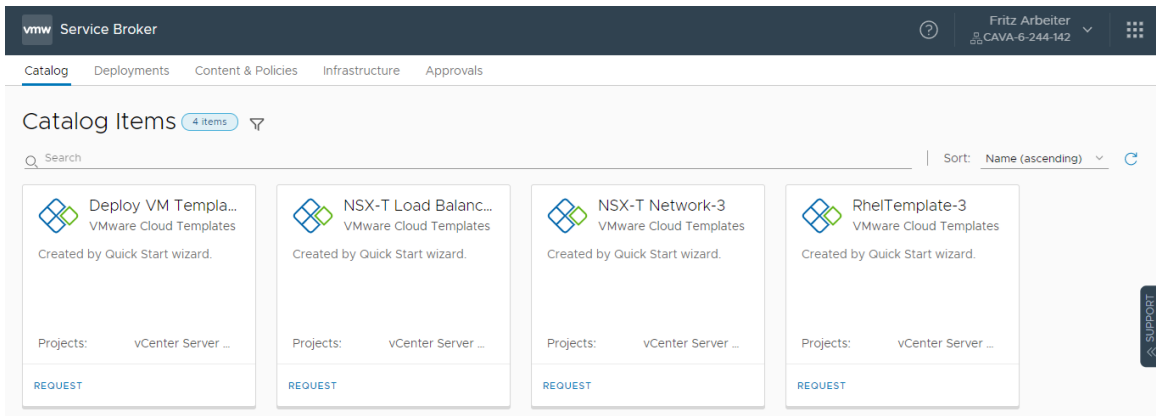 vmw Service Broker
Fritz Arbeiter
CAVA-6-244-142
Catalog Deployments Content & Policies Infrastructure Approvals
Catalog Items 4 items
Search
Sort: Name (ascending)
Deploy VM Templa...
VMware Cloud Templates
Created by Quick Start wizard.
Projects: vCenter Server ...
REQUEST
NSX-T Load Balanc...
VMware Cloud Templates
Created by Quick Start wizard.
Projects: vCenter Server ...
REQUEST
NSX-T Network-3
VMware Cloud Templates
Created by Quick Start wizard.
Projects: vCenter Server ...
REQUEST
RhelTemplate-3
VMware Cloud Templates
Created by Quick Start wizard.
Projects: vCenter Server ...
REQUEST
SUPPORT